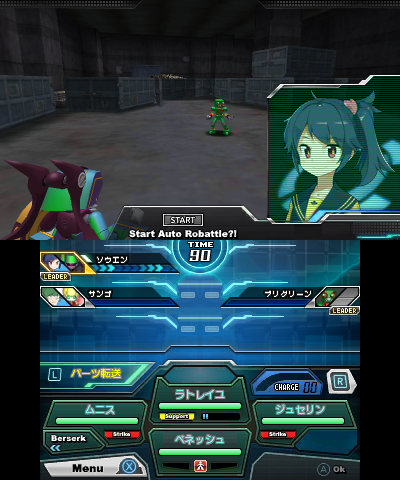 START
Start Auto Robattle?!
TIME
90
ソウエン
LEADER
サンゴ
ブリグリーン
LEADER
L パーツ転送
CHARGE 00 R
ラトレイユ
Support
ムニス
ジュセリン
Berserk
Strike
Strike
ベネッシュ
Menu X
A Ok